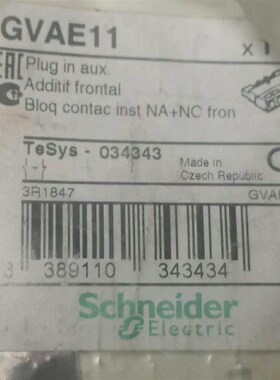 GVAE11
x 1
EAC Plug in aux.
Additif frontal
Bloq contac inst NA+NC fron
TeSys - 034343
Made in
Czech Republic
3R1847
GVAE
3 389110 343434
Schneider
Electric